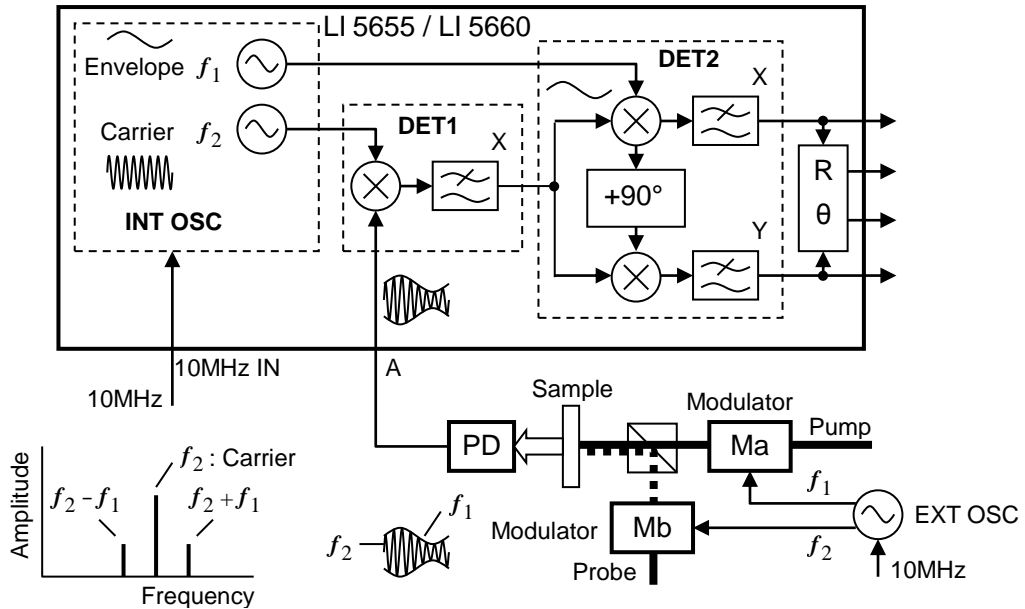 LI 5655 / LI 5660
Envelope f1
Carrier f2
INT OSC
DET1
X
DET2
X
+90°
Y
R
θ
10MHz IN
10MHz
A
Sample
Modulator
PD
Ma
Pump
f1
f2
EXT OSC
10MHz
Modulator
Mb
Probe
Amplitude
f2 : Carrier
f2 − f1
f2 + f1
Frequency
f2
f1